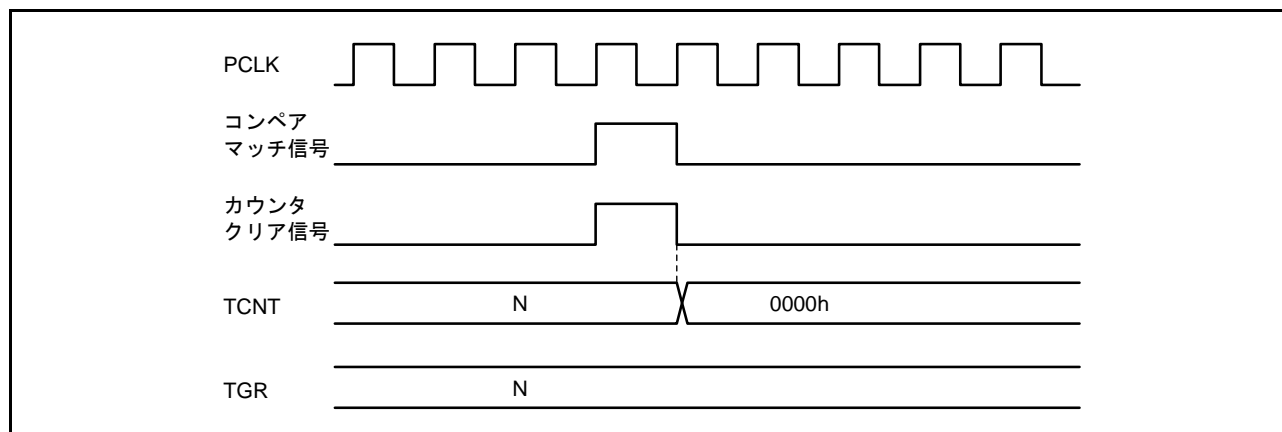 PCLK
コンペア
マッチ信号
カウンタ
クリア信号
TCNT
N
0000h
TGR
N